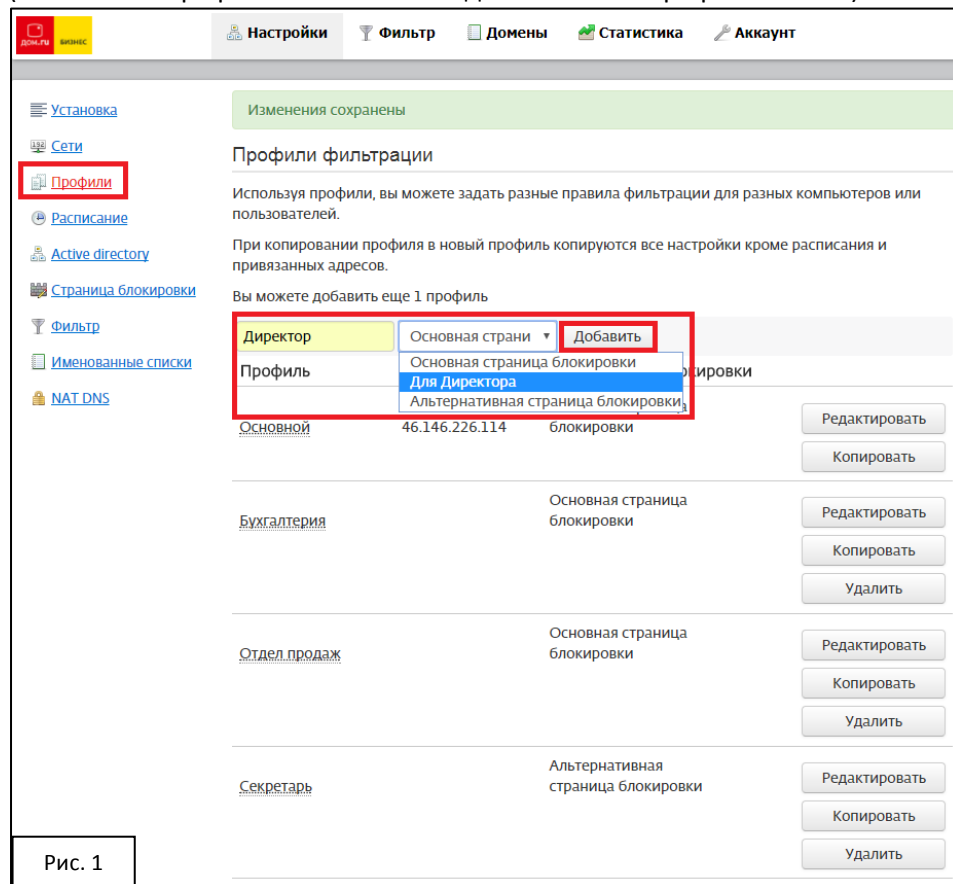 ДОМ.RU БИЗНЕС
Настройки Фильтр Домены Статистика Аккаунт
Установка
Сети
Профили
Расписание
Active directory
Страница блокировки
Фильтр
Именованные списки
NAT DNS
Изменения сохранены
Профили фильтрации
Используя профили, вы можете задать разные правила фильтрации для разных компьютеров или
пользователей.
При копировании профиля в новый профиль копируются все настройки кроме расписания и
привязанных адресов.
Вы можете добавить еще 1 профиль
Директор Основная страни Добавить
Основная страница блокировки
Для Директора
Альтернативная страница блокировки
Профиль
Основной 46.146.226.114 блокировки Редактировать
Копировать
Основная страница
Бухгалтерия блокировки Редактировать
Копировать
Удалить
Основная страница
Отдел продаж блокировки Редактировать
Копировать
Удалить
Альтернативная
Секретарь страница блокировки Редактировать
Копировать
Удалить
Рис. 1